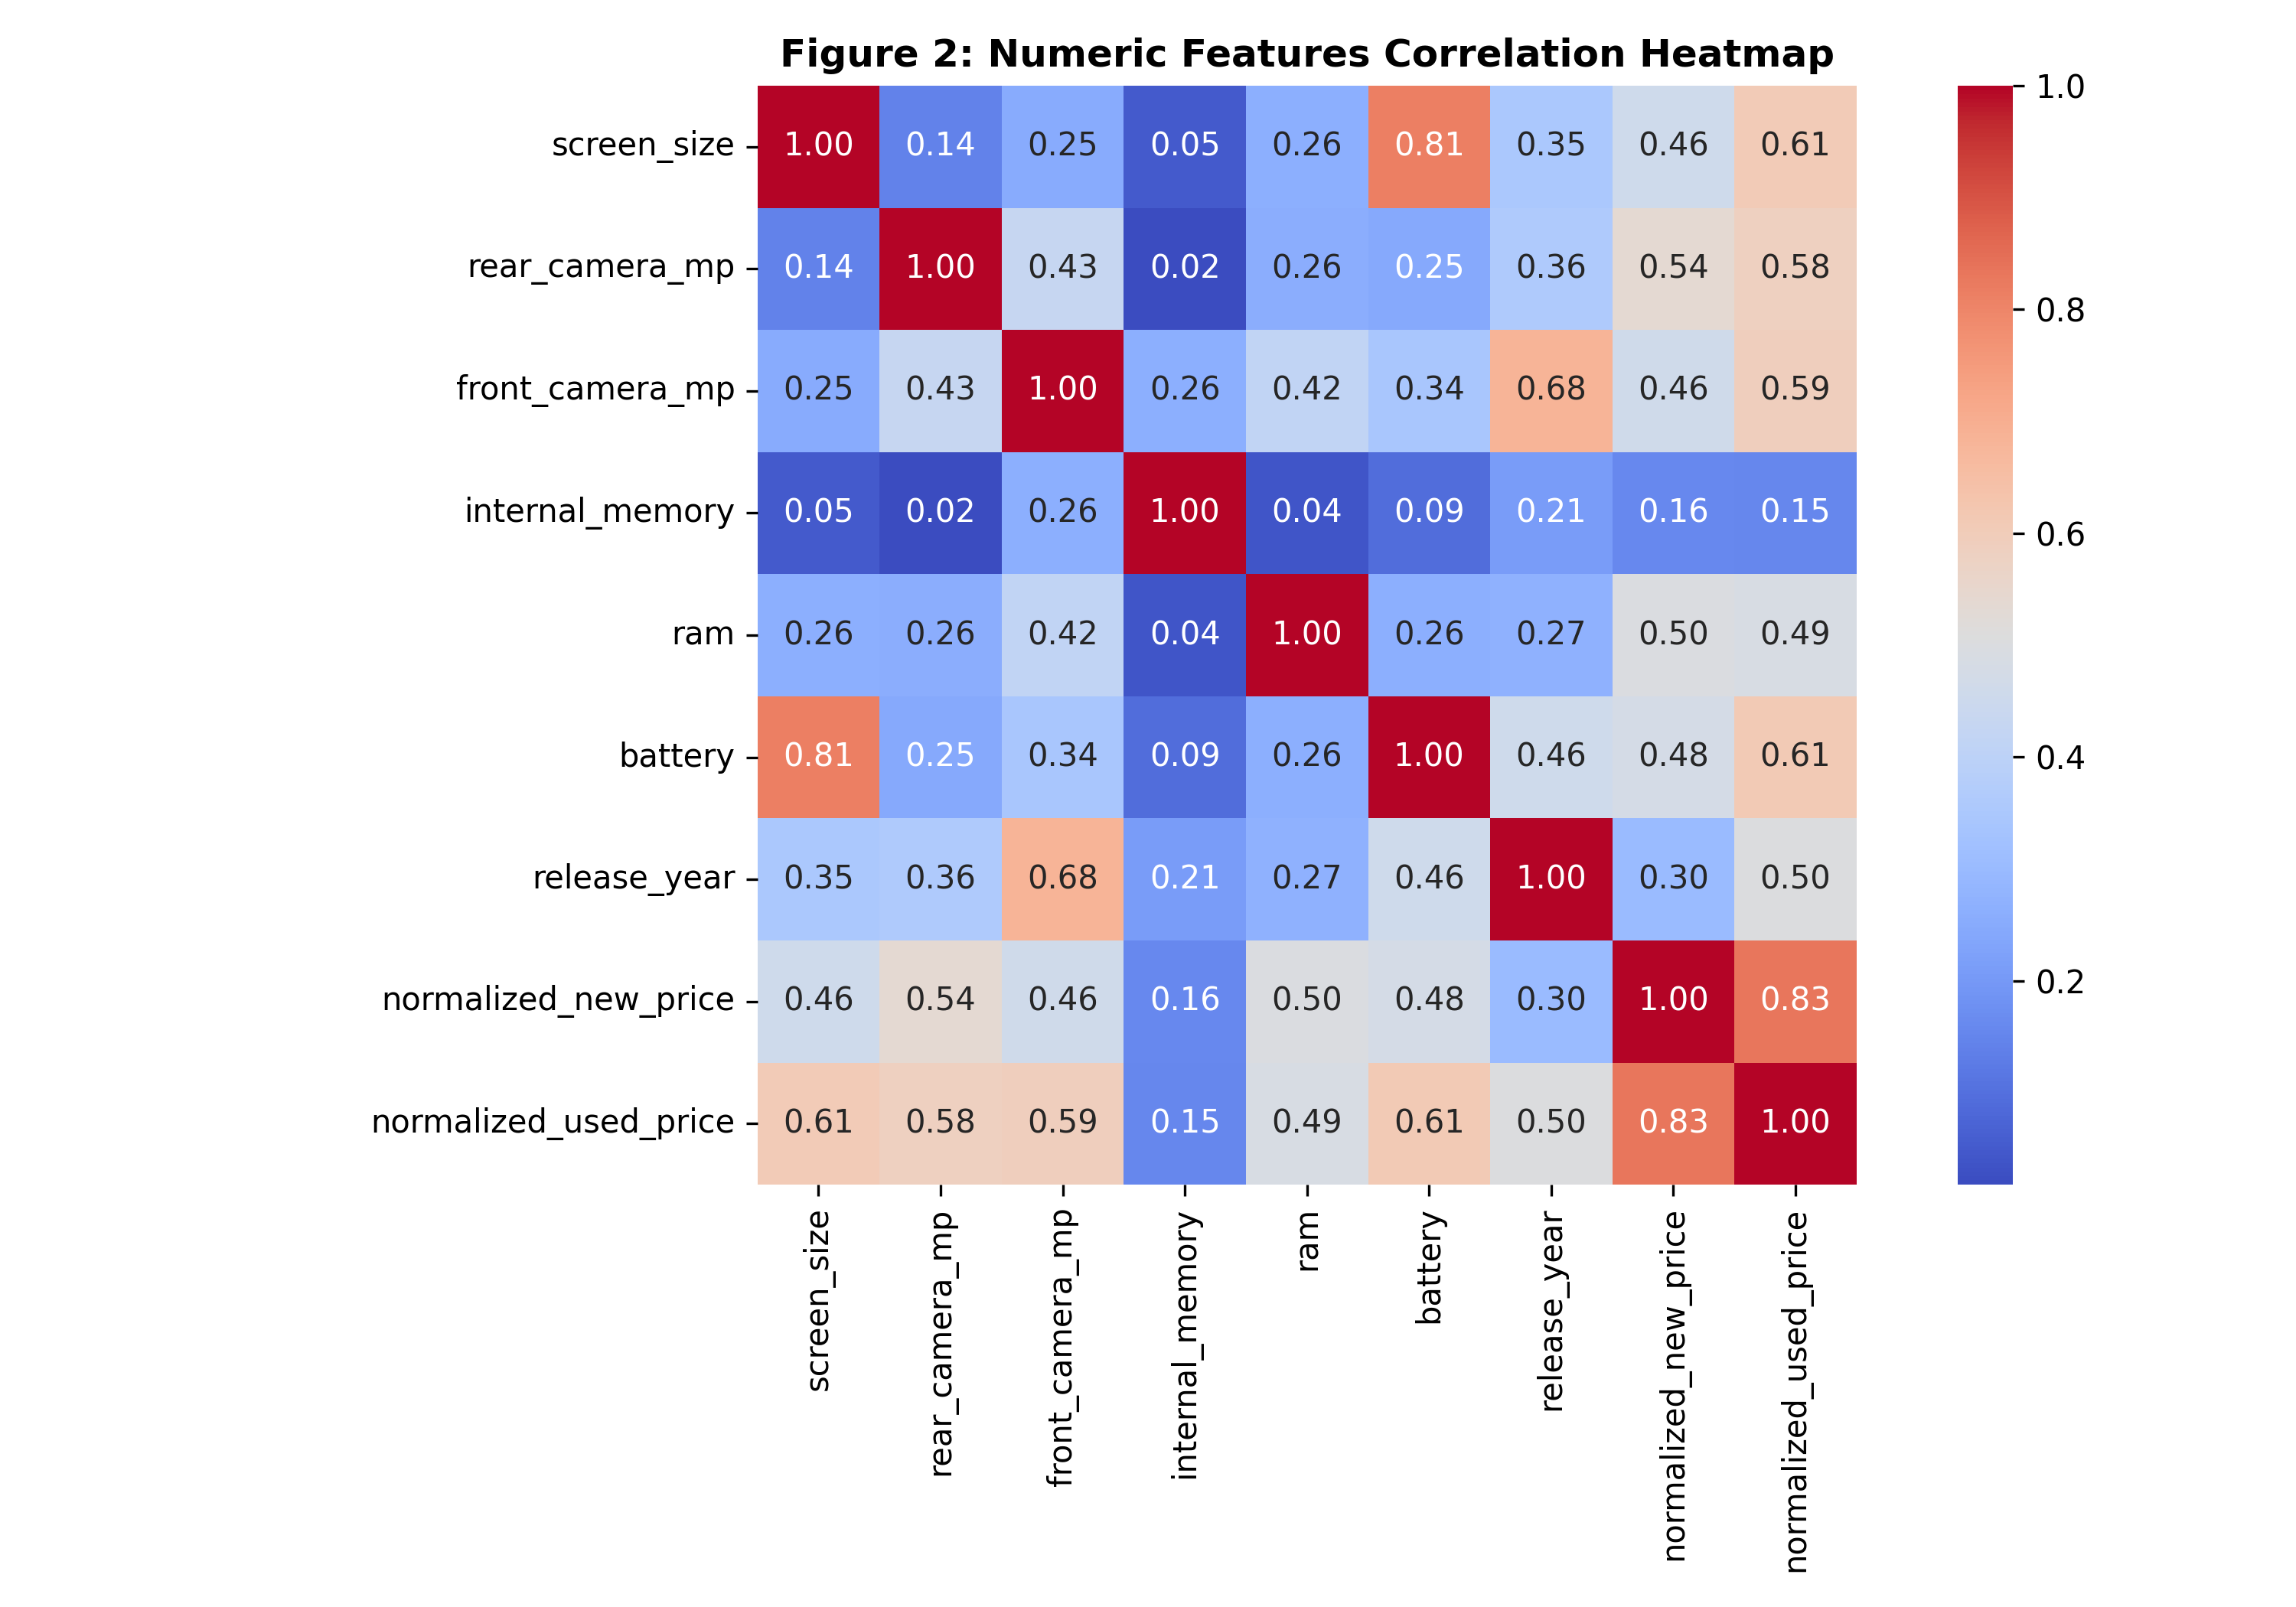 Figure 2: Numeric Features Correlation Heatmap
screen_size 1.00 0.14 0.25 0.05 0.26 0.81 0.35 0.46 0.61
rear_camera_mp 0.14 1.00 0.43 0.02 0.26 0.25 0.36 0.54 0.58
front_camera_mp 0.25 0.43 1.00 0.26 0.42 0.34 0.68 0.46 0.59
internal_memory 0.05 0.02 0.26 1.00 0.04 0.09 0.21 0.16 0.15
ram 0.26 0.26 0.42 0.04 1.00 0.26 0.27 0.50 0.49
battery 0.81 0.25 0.34 0.09 0.26 1.00 0.46 0.48 0.61
release_year 0.35 0.36 0.68 0.21 0.27 0.46 1.00 0.30 0.50
normalized_new_price 0.46 0.54 0.46 0.16 0.50 0.48 0.30 1.00 0.83
normalized_used_price 0.61 0.58 0.59 0.15 0.49 0.61 0.50 0.83 1.00
screen_size
rear_camera_mp
front_camera_mp
internal_memory
ram
battery
release_year
normalized_new_price
normalized_used_price
1.0
0.8
0.6
0.4
0.2